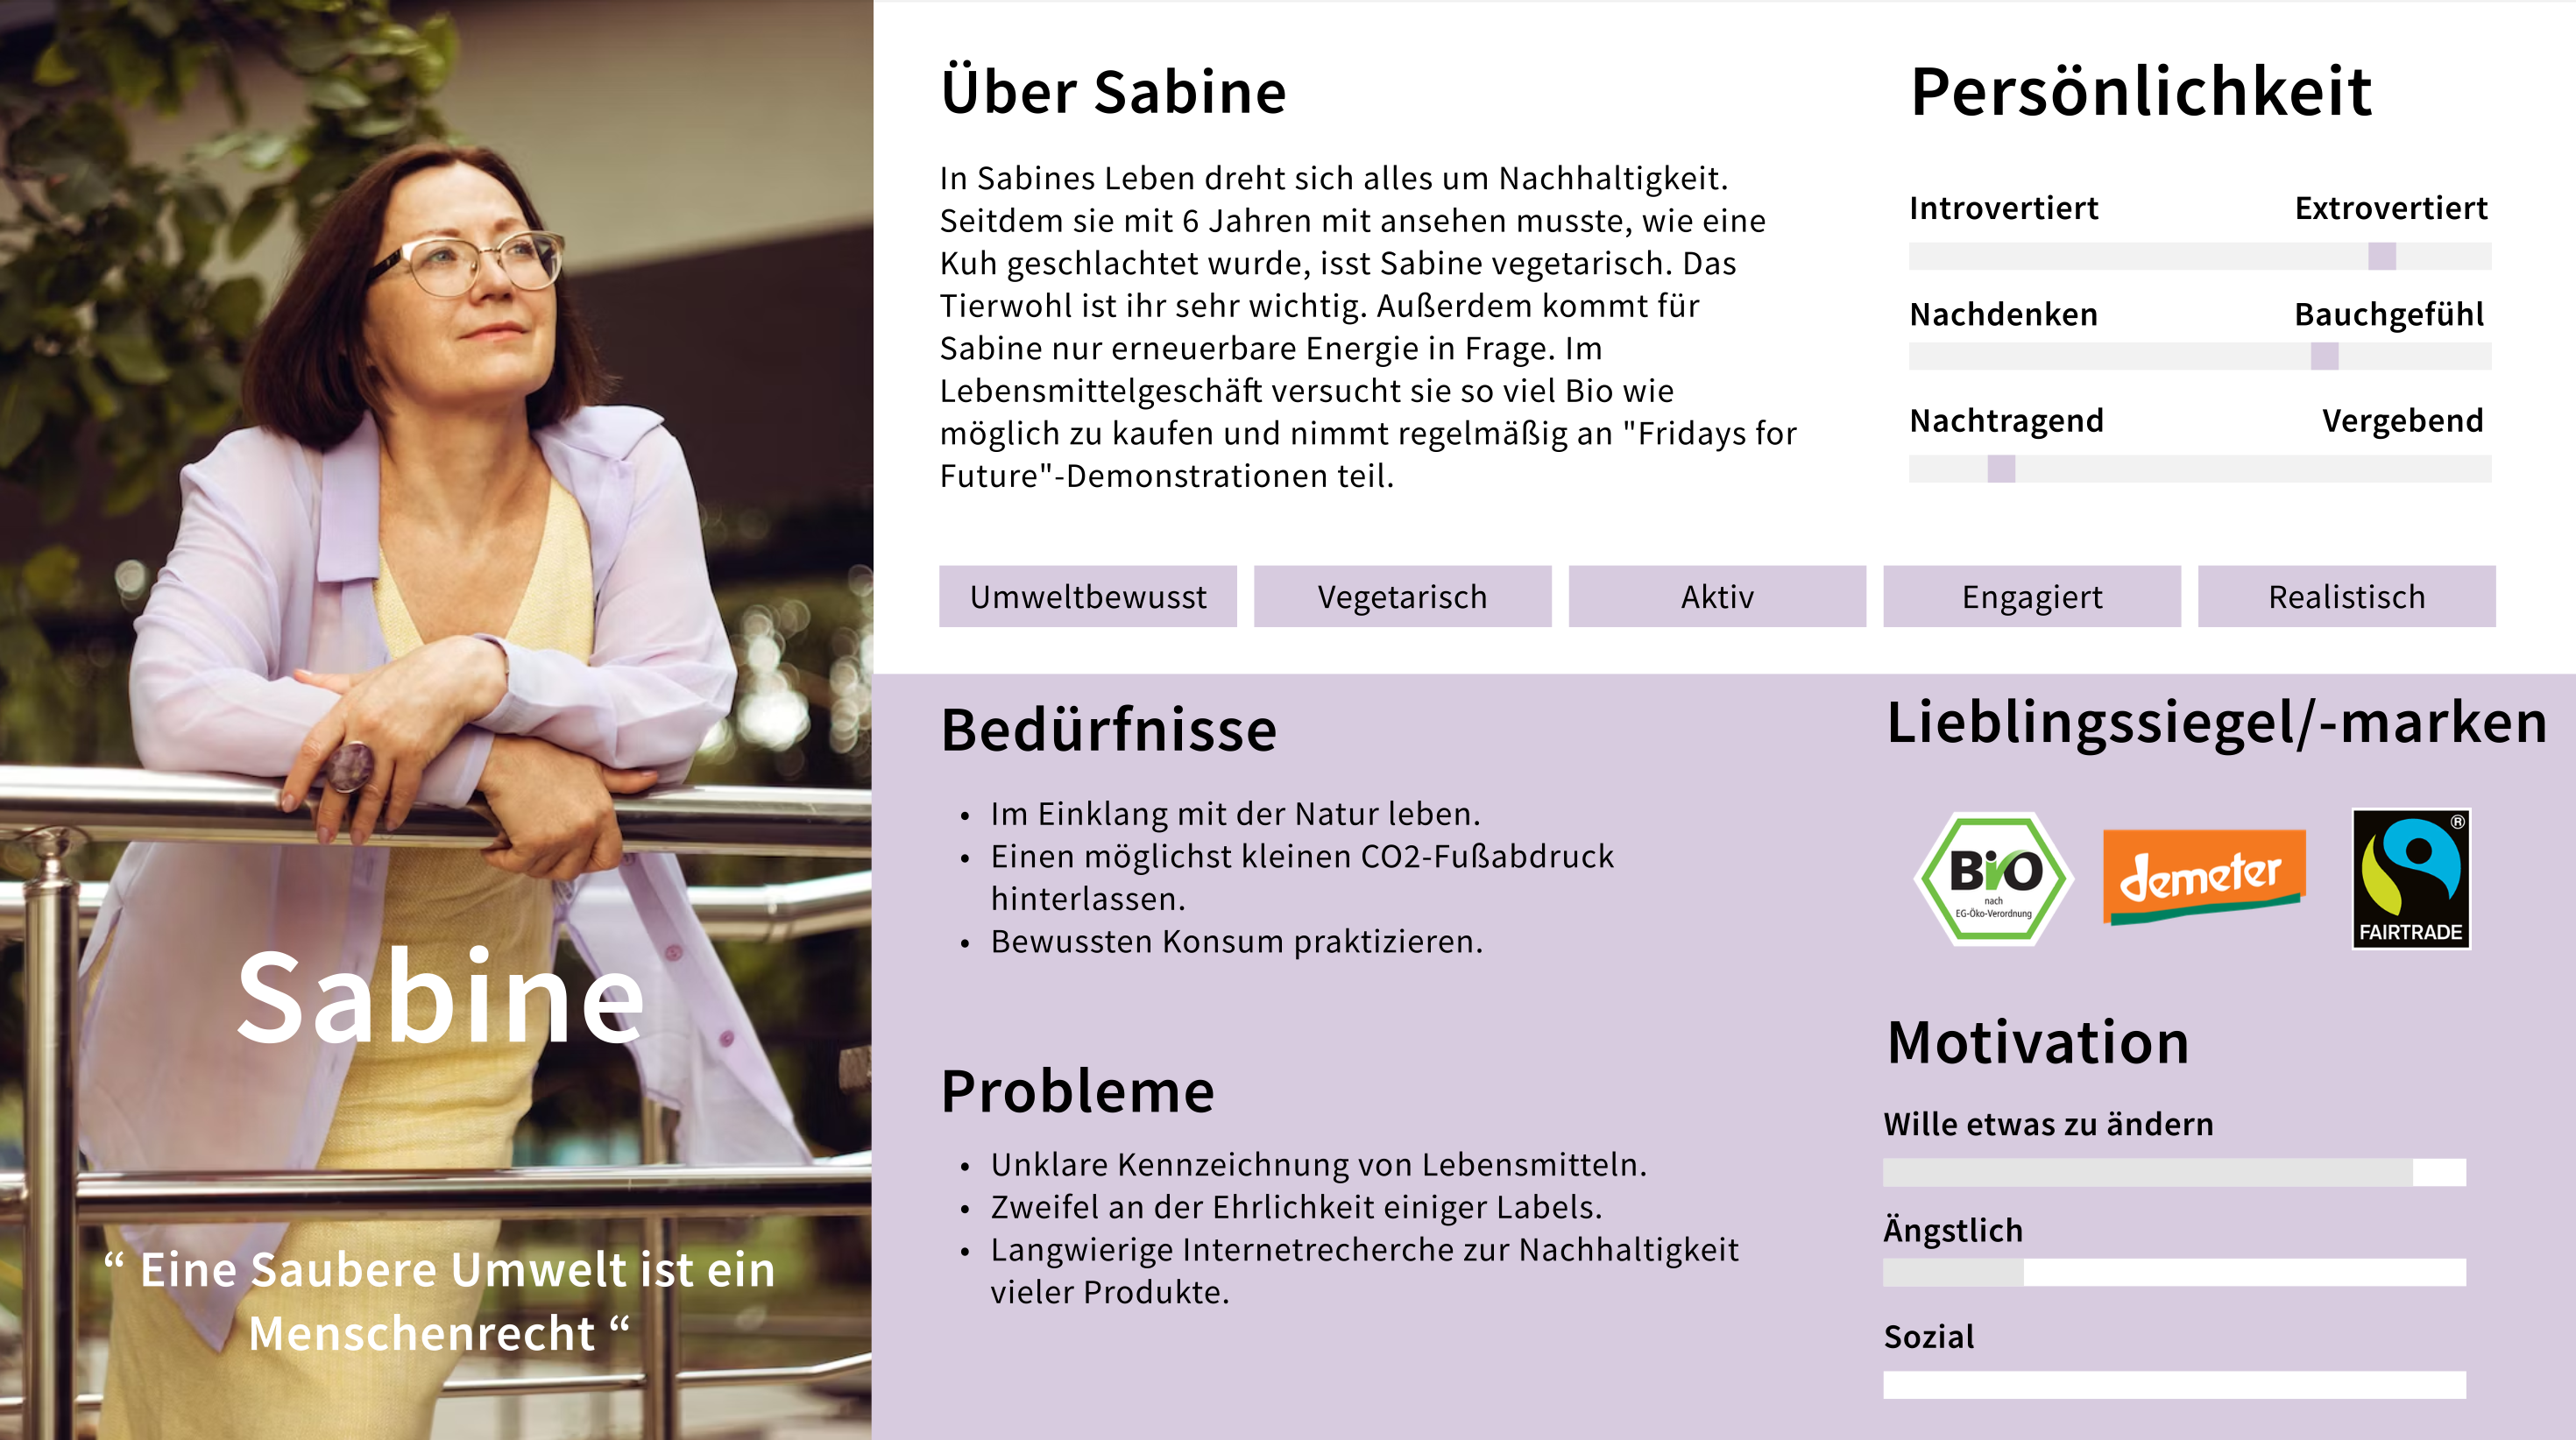 Sabine
“ Eine Saubere Umwelt ist ein
Menschenrecht “
Über Sabine
In Sabines Leben dreht sich alles um Nachhaltigkeit.
Seitdem sie mit 6 Jahren mit ansehen musste, wie eine
Kuh geschlachtet wurde, isst Sabine vegetarisch. Das
Tierwohl ist ihr sehr wichtig. Außerdem kommt für
Sabine nur erneuerbare Energie in Frage. Im
Lebensmittelgeschäft versucht sie so viel Bio wie
möglich zu kaufen und nimmt regelmäßig an "Fridays for
Future"-Demonstrationen teil.
Persönlichkeit
Introvertiert Extrovertiert
Nachdenken Bauchgefühl
Nachtragend Vergebend
Umweltbewusst Vegetarisch Aktiv Engagiert Realistisch
Bedürfnisse
• Im Einklang mit der Natur leben.
• Einen möglichst kleinen CO2-Fußabdruck
hinterlassen.
• Bewussten Konsum praktizieren.
Probleme
• Unklare Kennzeichnung von Lebensmitteln.
• Zweifel an der Ehrlichkeit einiger Labels.
• Langwierige Internetrecherche zur Nachhaltigkeit
vieler Produkte.
Lieblingssiegel/-marken
BiO
nach
EG-Öko-Verordnung
demeter
®
FAIRTRADE
Motivation
Wille etwas zu ändern
Ängstlich
Sozial